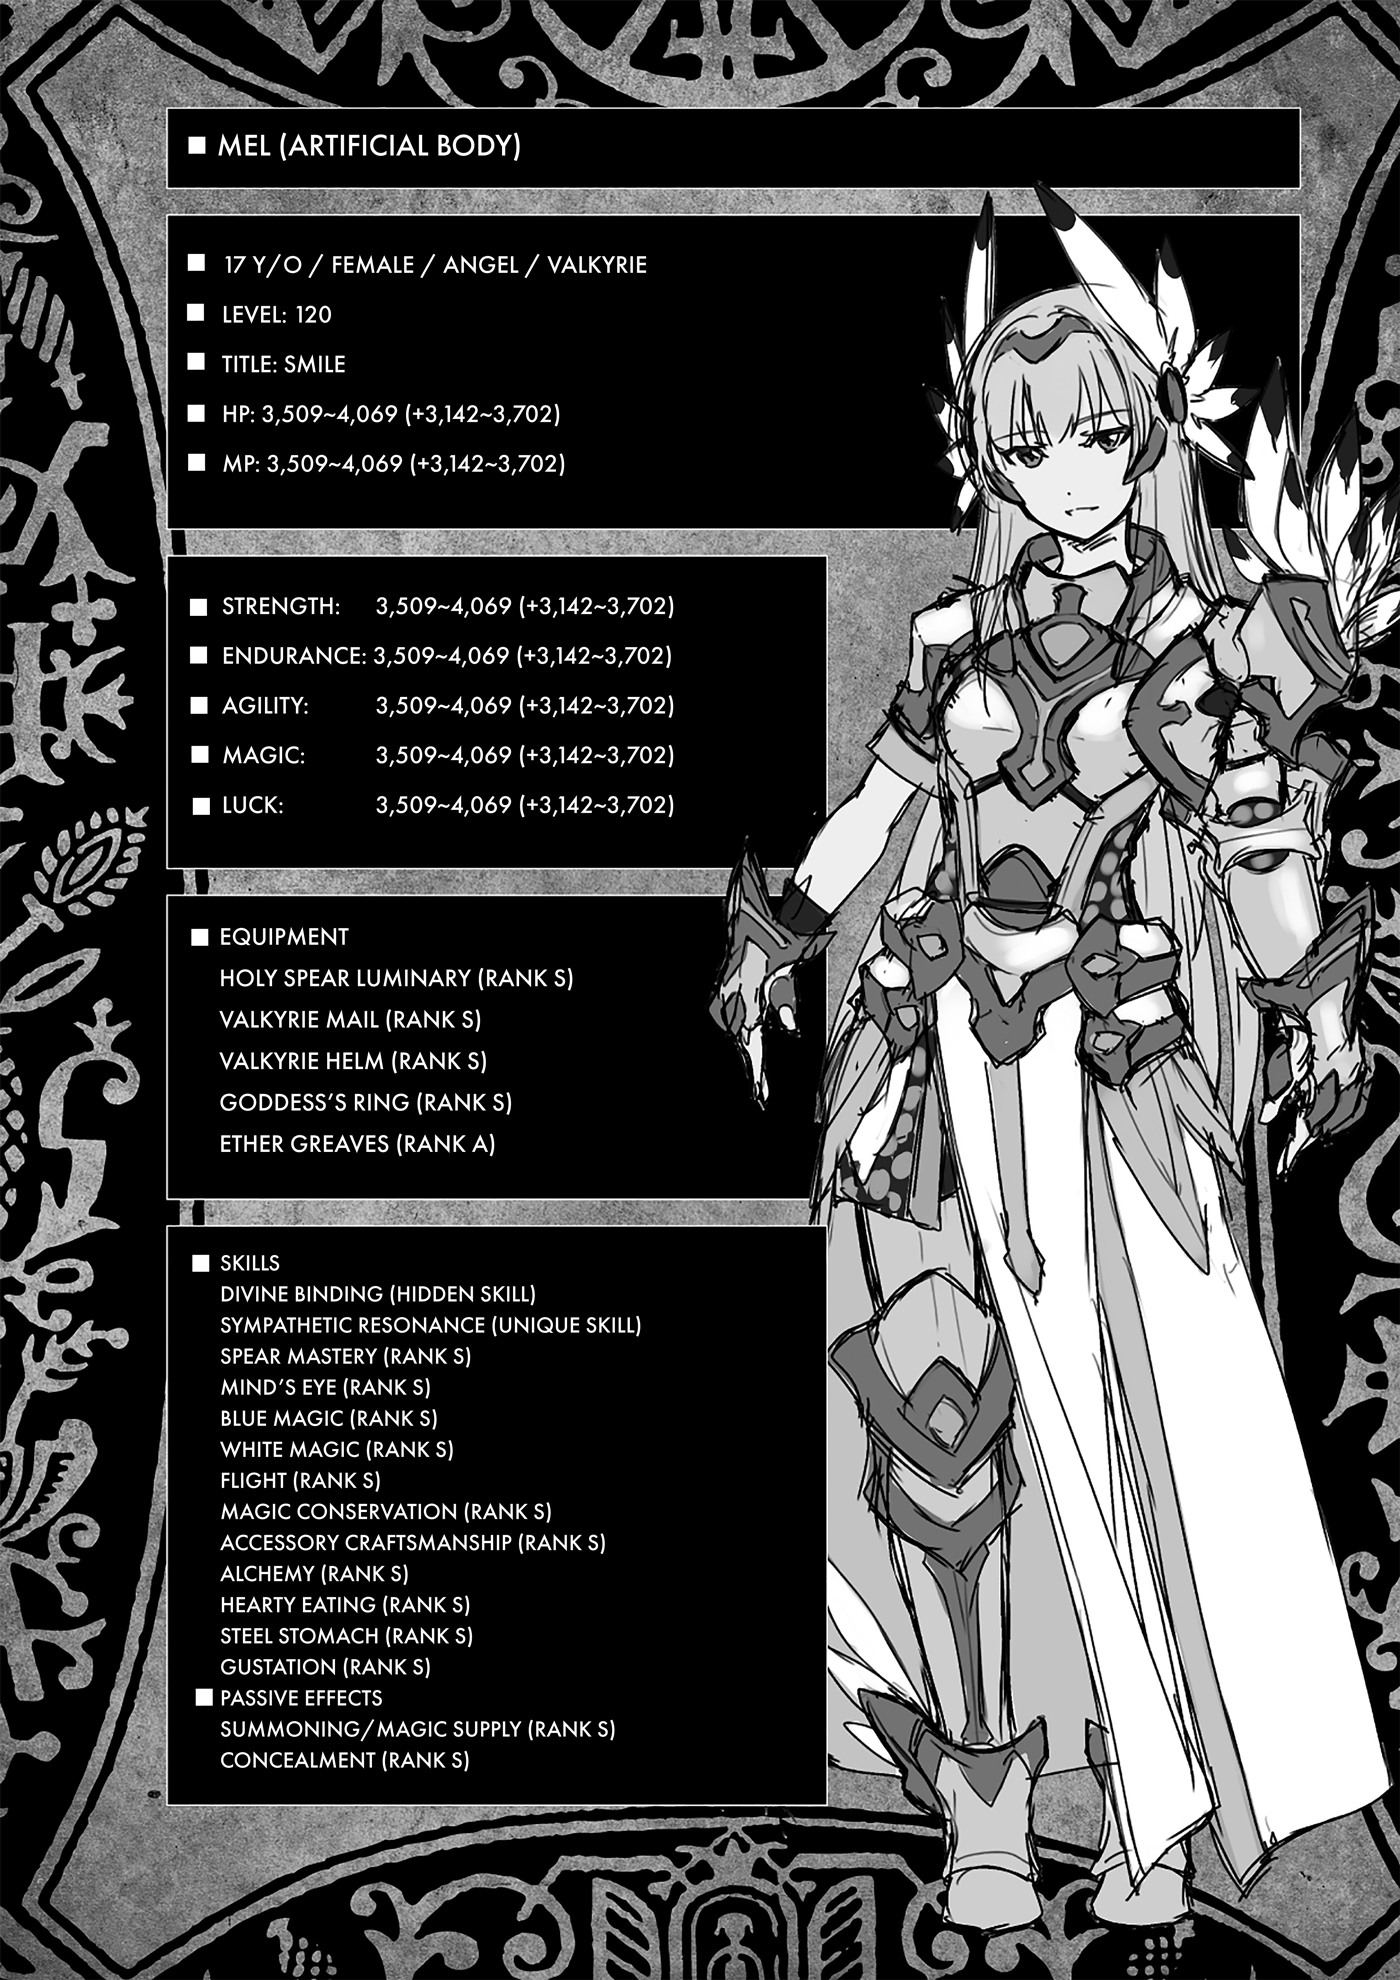 MEL (ARTIFICIAL BODY)
17 Y/O / FEMALE / ANGEL / VALKYRIE
LEVEL: 120
TITLE: SMILE
HP: 3,509~4,069 (+3,142~3,702)
MP: 3,509~4,069 (+3,142~3,702)
STRENGTH: 3,509~4,069 (+3,142~3,702)
ENDURANCE: 3,509~4,069 (+3,142~3,702)
AGILITY: 3,509~4,069 (+3,142~3,702)
MAGIC: 3,509~4,069 (+3,142~3,702)
LUCK: 3,509~4,069 (+3,142~3,702)
EQUIPMENT
HOLY SPEAR LUMINARY (RANK S)
VALKYRIE MAIL (RANK S)
VALKYRIE HELM (RANK S)
GODDESS’S RING (RANK S)
ETHER GREAVES (RANK A)
SKILLS
DIVINE BINDING (HIDDEN SKILL)
SYMPATHETIC RESONANCE (UNIQUE SKILL)
SPEAR MASTERY (RANK S)
MIND’S EYE (RANK S)
BLUE MAGIC (RANK S)
WHITE MAGIC (RANK S)
FLIGHT (RANK S)
MAGIC CONSERVATION (RANK S)
ACCESSORY CRAFTSMANSHIP (RANK S)
ALCHEMY (RANK S)
HEARTY EATING (RANK S)
STEEL STOMACH (RANK S)
GUSTATION (RANK S)
PASSIVE EFFECTS
SUMMONING/MAGIC SUPPLY (RANK S)
CONCEALMENT (RANK S)